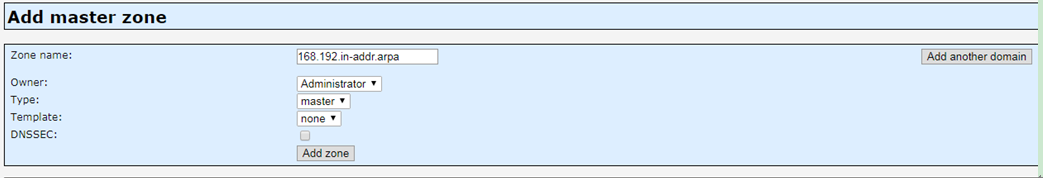 Add master zone
Zone name: 168.192.in-addr.arpa Add another domain
Owner: Administrator
Type: master
Template: none
DNSSEC:
Add zone